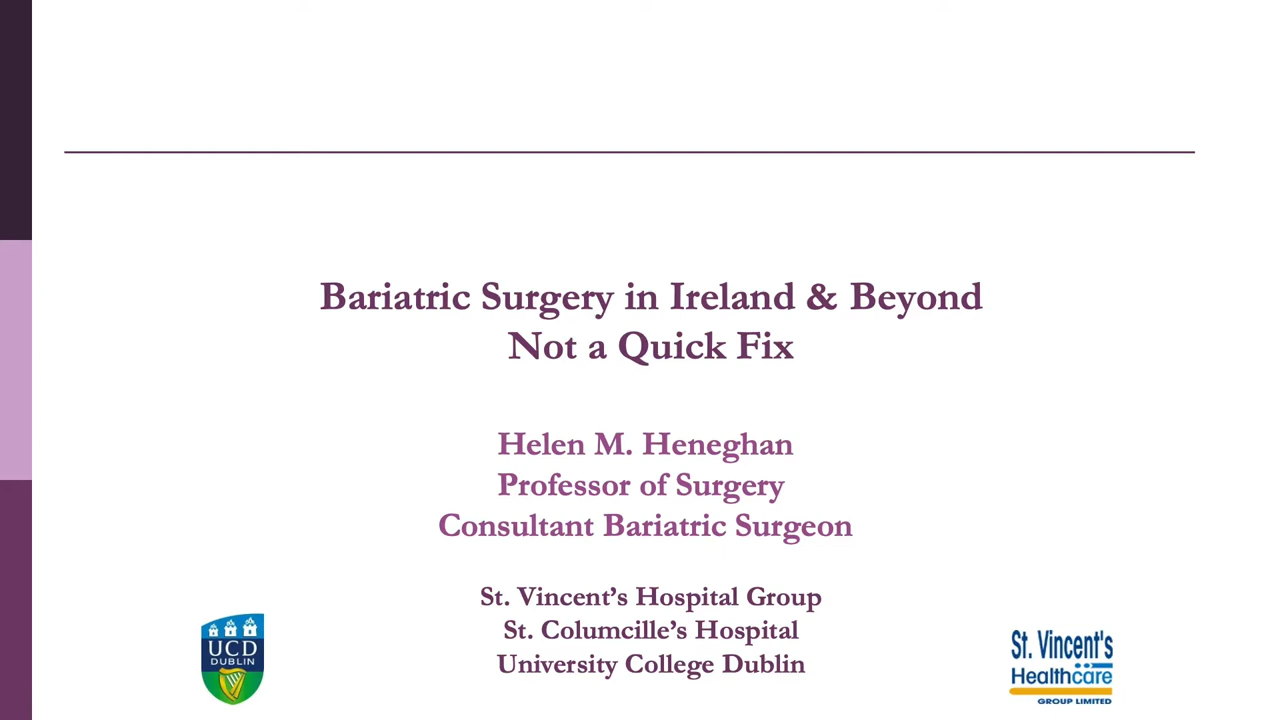 Bariatric Surgery in Ireland & Beyond
Not a Quick Fix
Helen M. Heneghan
Professor of Surgery
Consultant Bariatric Surgeon
St. Vincent’s Hospital Group
St. Columcille’s Hospital
University College Dublin
UCD
DUBLIN
St. Vincent's
Healthcare
GROUP LIMITED